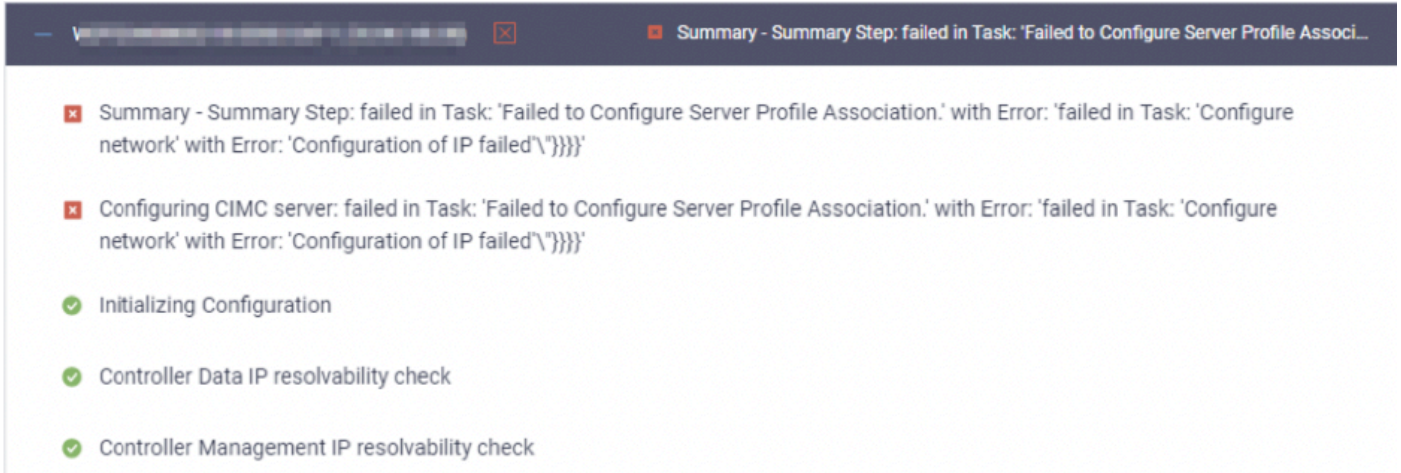 Summary - Summary Step: failed in Task: 'Failed to Configure Server Profile Associ...
Summary - Summary Step: failed in Task: 'Failed to Configure Server Profile Association.' with Error: 'failed in Task: 'Configure
network' with Error: 'Configuration of IP failed'\"}}}}'
Configuring CIMC server: failed in Task: 'Failed to Configure Server Profile Association.' with Error: 'failed in Task: 'Configure
network' with Error: 'Configuration of IP failed'\"}}}}'
Initializing Configuration
Controller Data IP resolvability check
Controller Management IP resolvability check